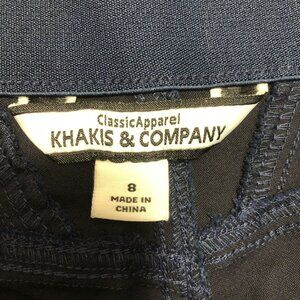 ClassicApparel
KHAKIS & COMPANY
8
MADE IN
CHINA